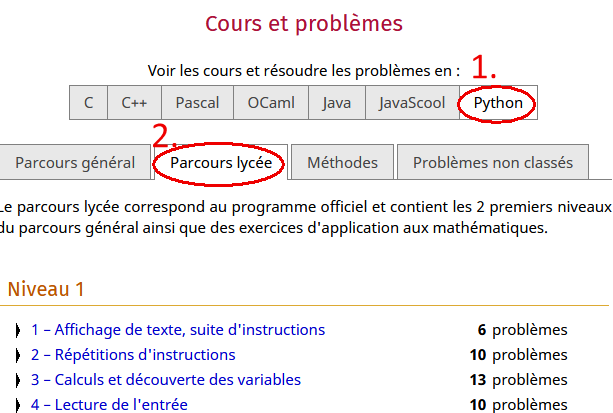 Cours et problèmes
Voir les cours et résoudre les problèmes en :
1.
C C++ Pascal OCaml Java JavaScool Python
2.
Parcours général Parcours lycée Méthodes Problèmes non classés
Le parcours lycée correspond au programme officiel et contient les 2 premiers niveaux
du parcours général ainsi que des exercices d'application aux mathématiques.
Niveau 1
1 – Affichage de texte, suite d'instructions 6 problèmes
2 – Répétitions d'instructions 10 problèmes
3 – Calculs et découverte des variables 13 problèmes
4 – Lecture de l'entrée 10 problèmes